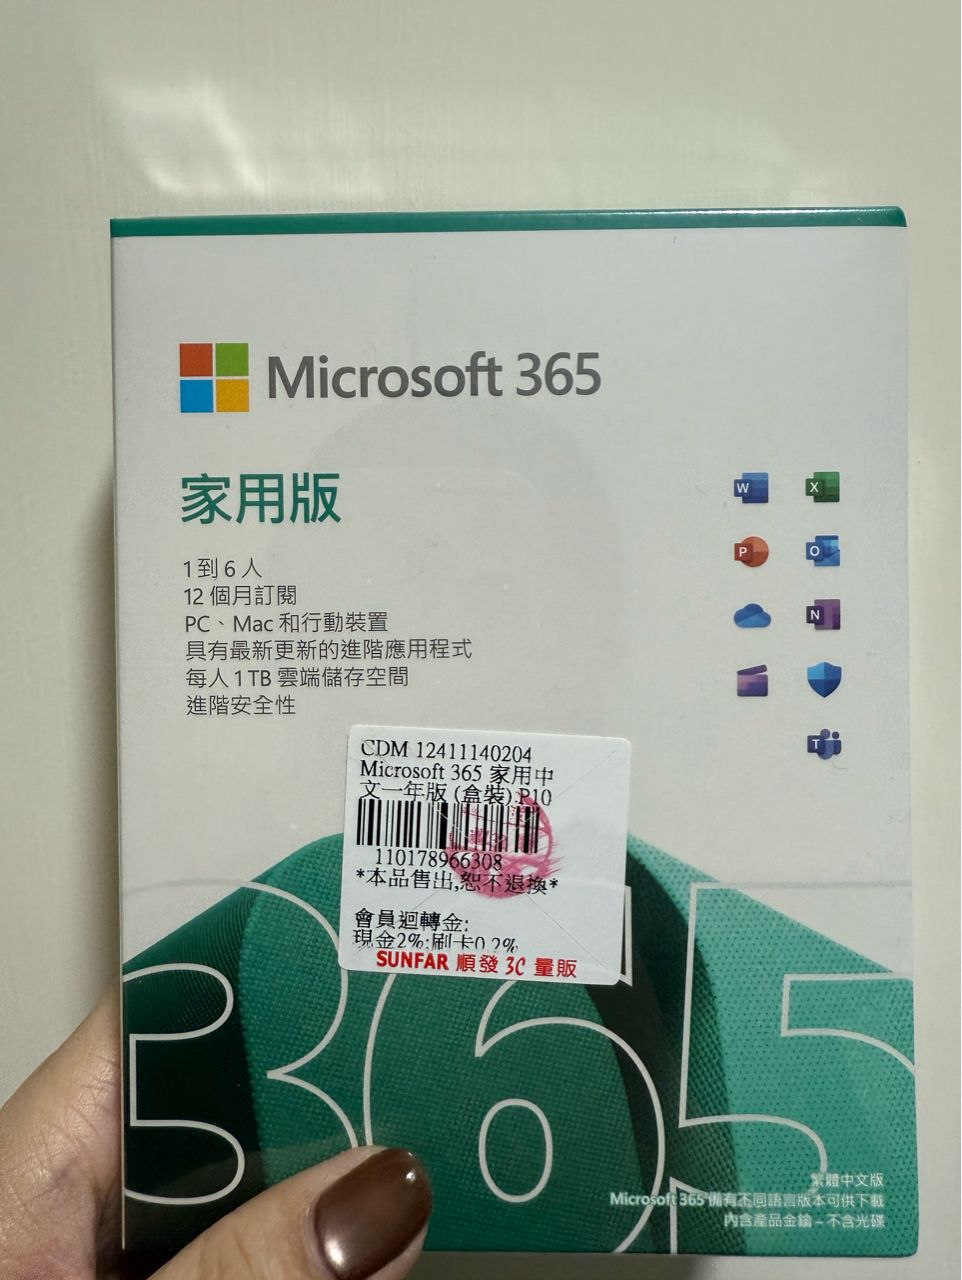 Microsoft 365
家用版
1 到 6 人
12 個月訂閱
PC、Mac 和行動裝置
具有最新更新的進階應用程式
每人 1 TB 雲端儲存空間
進階安全性
W
X
P
O
N
T
CDM 12411140204
Microsoft 365 家用中
文一年版 (盒裝) P10
110178966308
*本品售出,恕不退換*
會員迴轉金:
現金2%:刷卡0.2%
SUNFAR 順發 3C 量販
365
繁體中文版
Microsoft 365 備有不同語言版本可供下載
內含產品金鑰 – 不含光碟